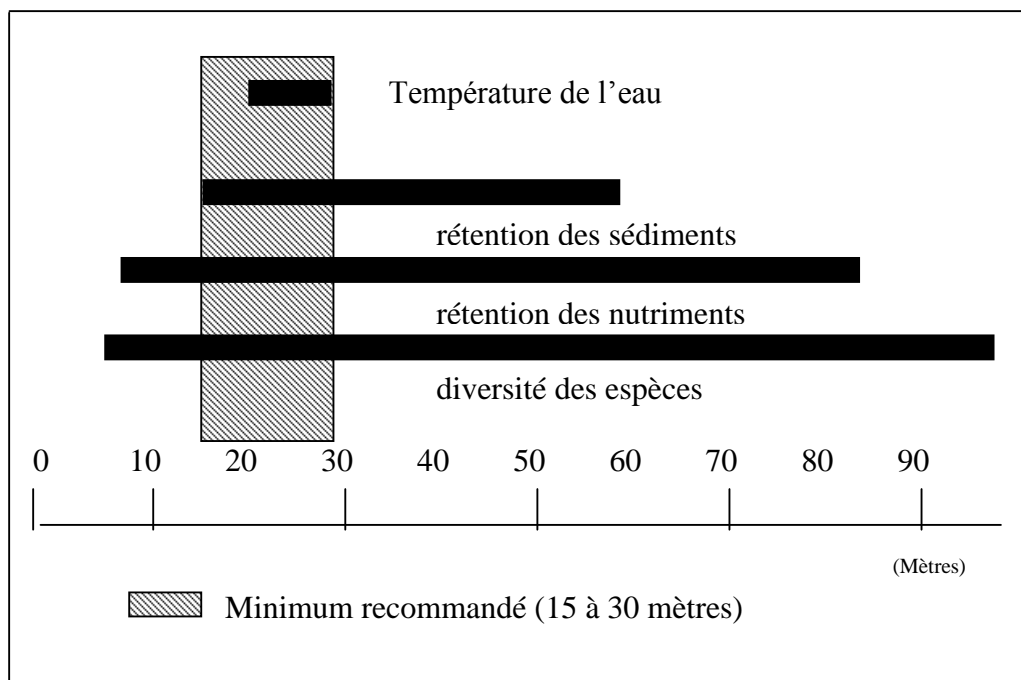 Température de l’eau
rétention des sédiments
rétention des nutriments
diversité des espèces
0 10 20 30 40 50 60 70 80 90
(Mètres)
Minimum recommandé (15 à 30 mètres)